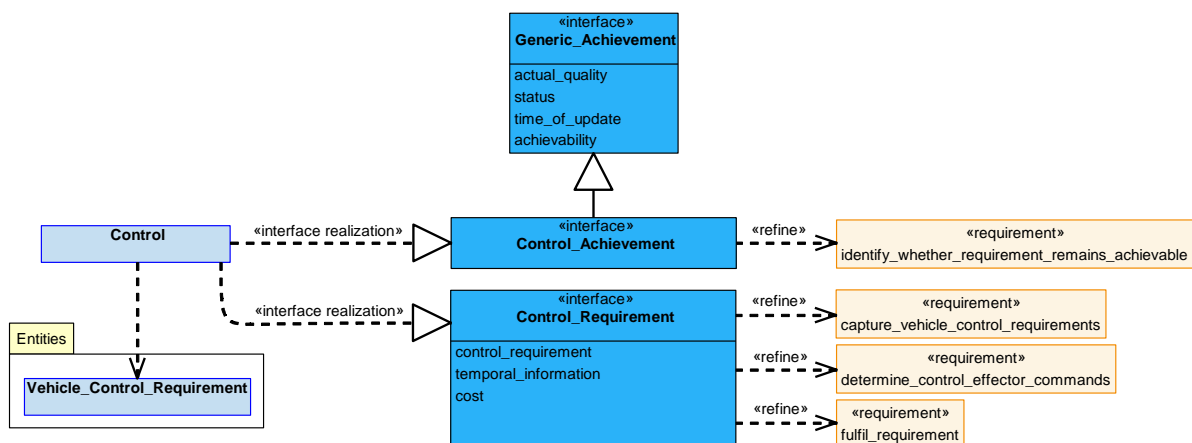 «interface»
Generic_Achievement
actual_quality
status
time_of_update
achievability
Control
«interface realization»
«interface»
Control_Achievement
«refine»
«requirement»
identify_whether_requirement_remains_achievable
«interface realization»
«interface»
Control_Requirement
control_requirement
temporal_information
cost
«refine»
«requirement»
capture_vehicle_control_requirements
«refine»
«requirement»
determine_control_effector_commands
«refine»
«requirement»
fulfil_requirement
Entities
Vehicle_Control_Requirement